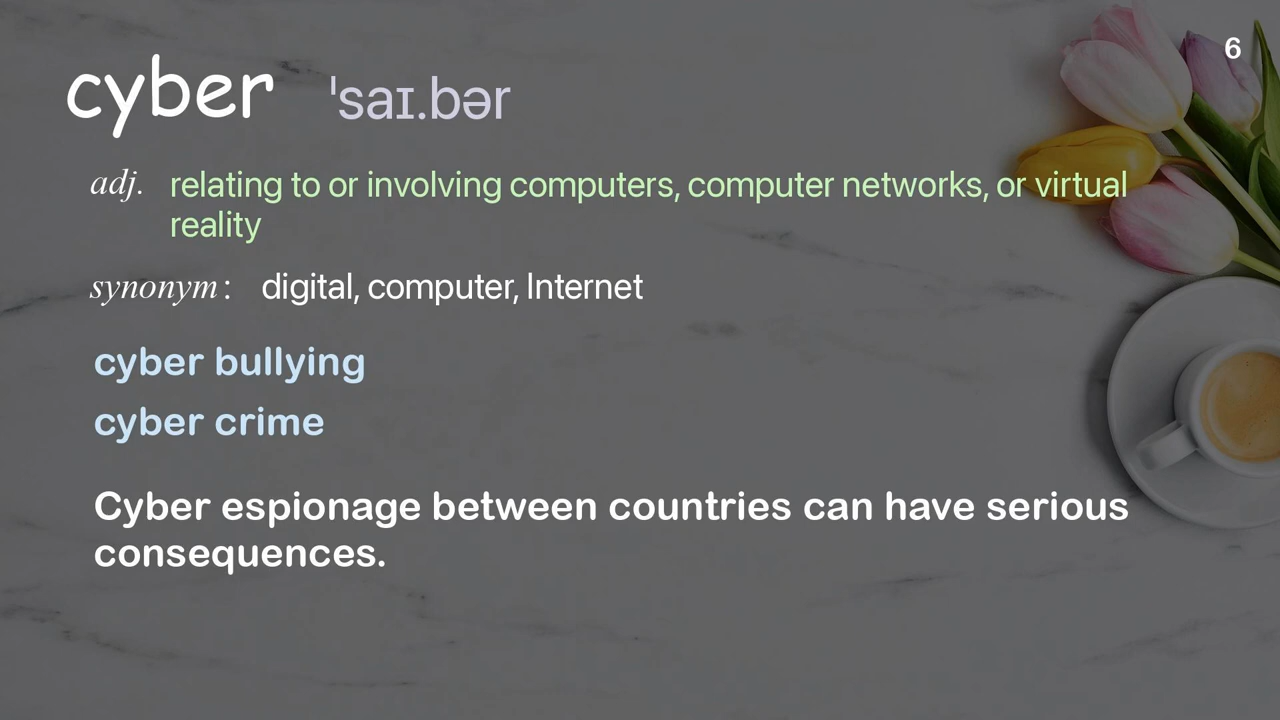 6
cyber ˈsaɪ.bər
adj. relating to or involving computers, computer networks, or virtual
reality
synonym: digital, computer, Internet
cyber bullying
cyber crime
Cyber espionage between countries can have serious
consequences.